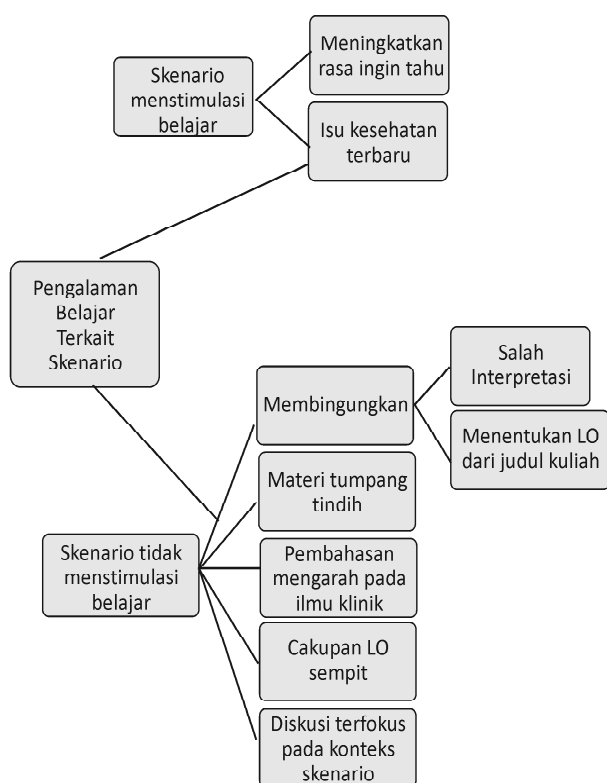 Meningkatkan
rasa ingin tahu
Skenario
menstimulasi
belajar
Isu kesehatan
terbaru
Pengalaman
Belajar
Terkait
Skenario
Salah
Interpretasi
Membingungkan
Menentukan LO
dari judul kuliah
Materi tumpang
tindih
Skenario tidak
menstimulasi
belajar
Pembahasan
mengarah pada
ilmu klinik
Cakupan LO
sempit
Diskusi terfokus
pada konteks
skenario